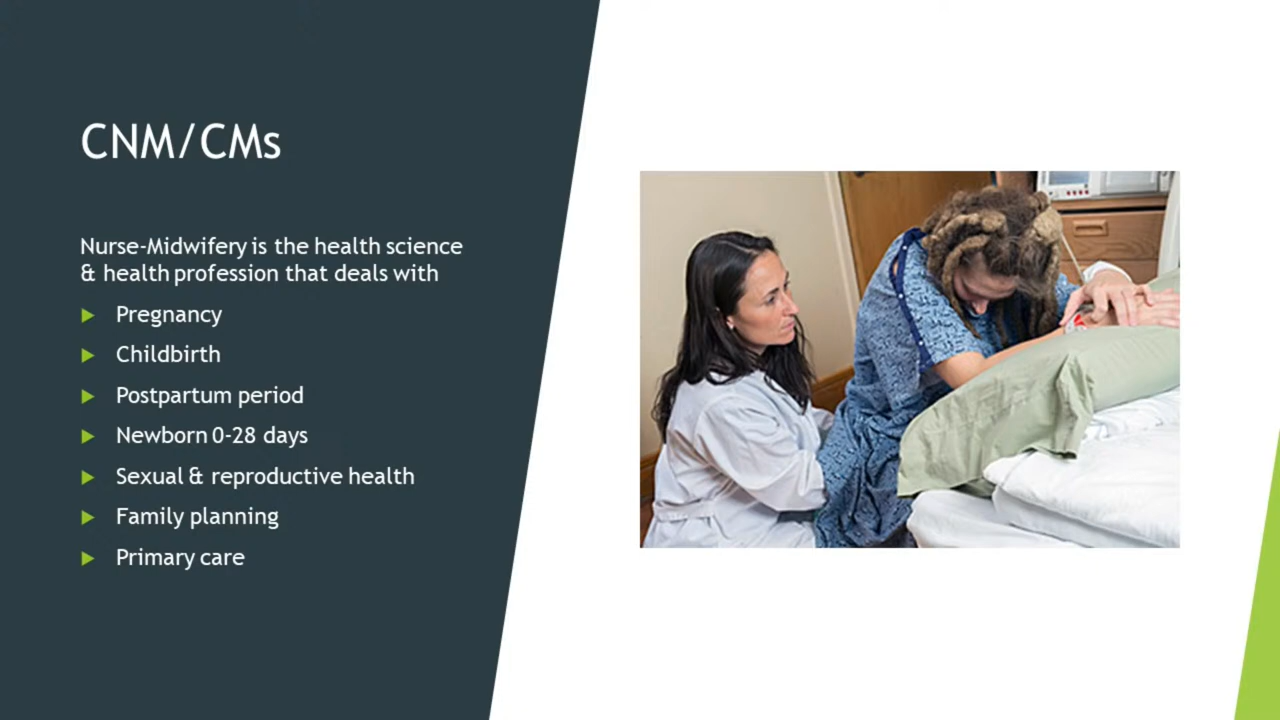 CNM/CMs
Nurse-Midwifery is the health science
& health profession that deals with
Pregnancy
Childbirth
Postpartum period
Newborn 0-28 days
Sexual & reproductive health
Family planning
Primary care